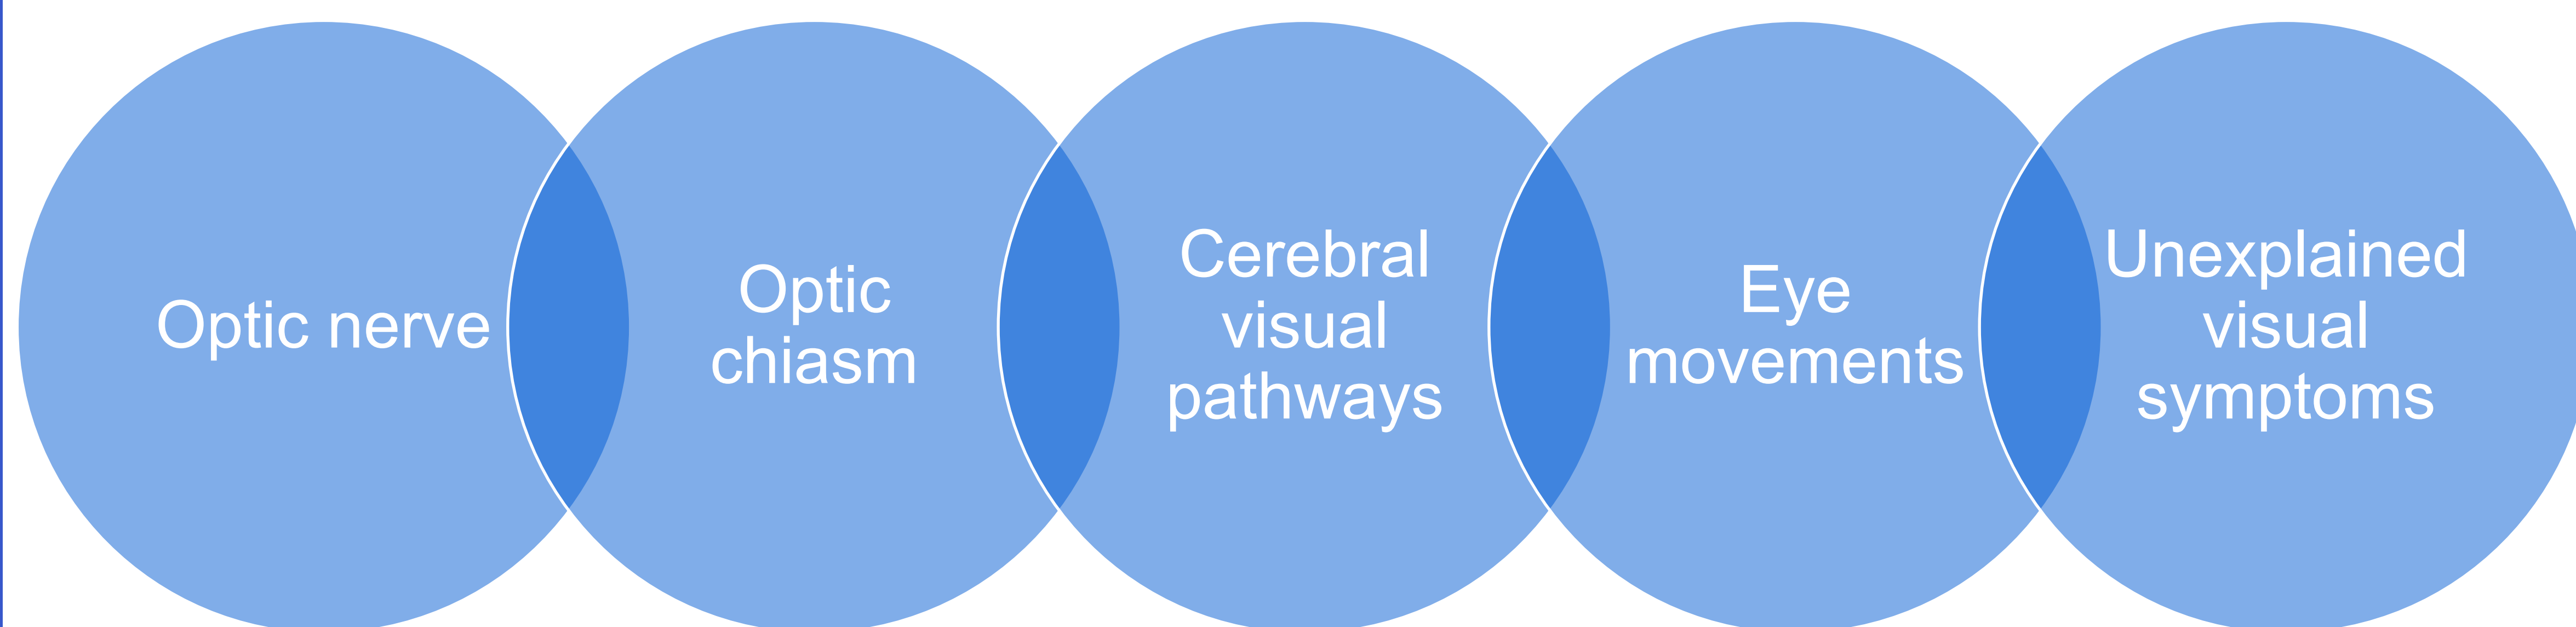 Optic nerve
Optic
chiasm
Cerebral
visual
pathways
Eye
movements
Unexplained
visual
symptoms